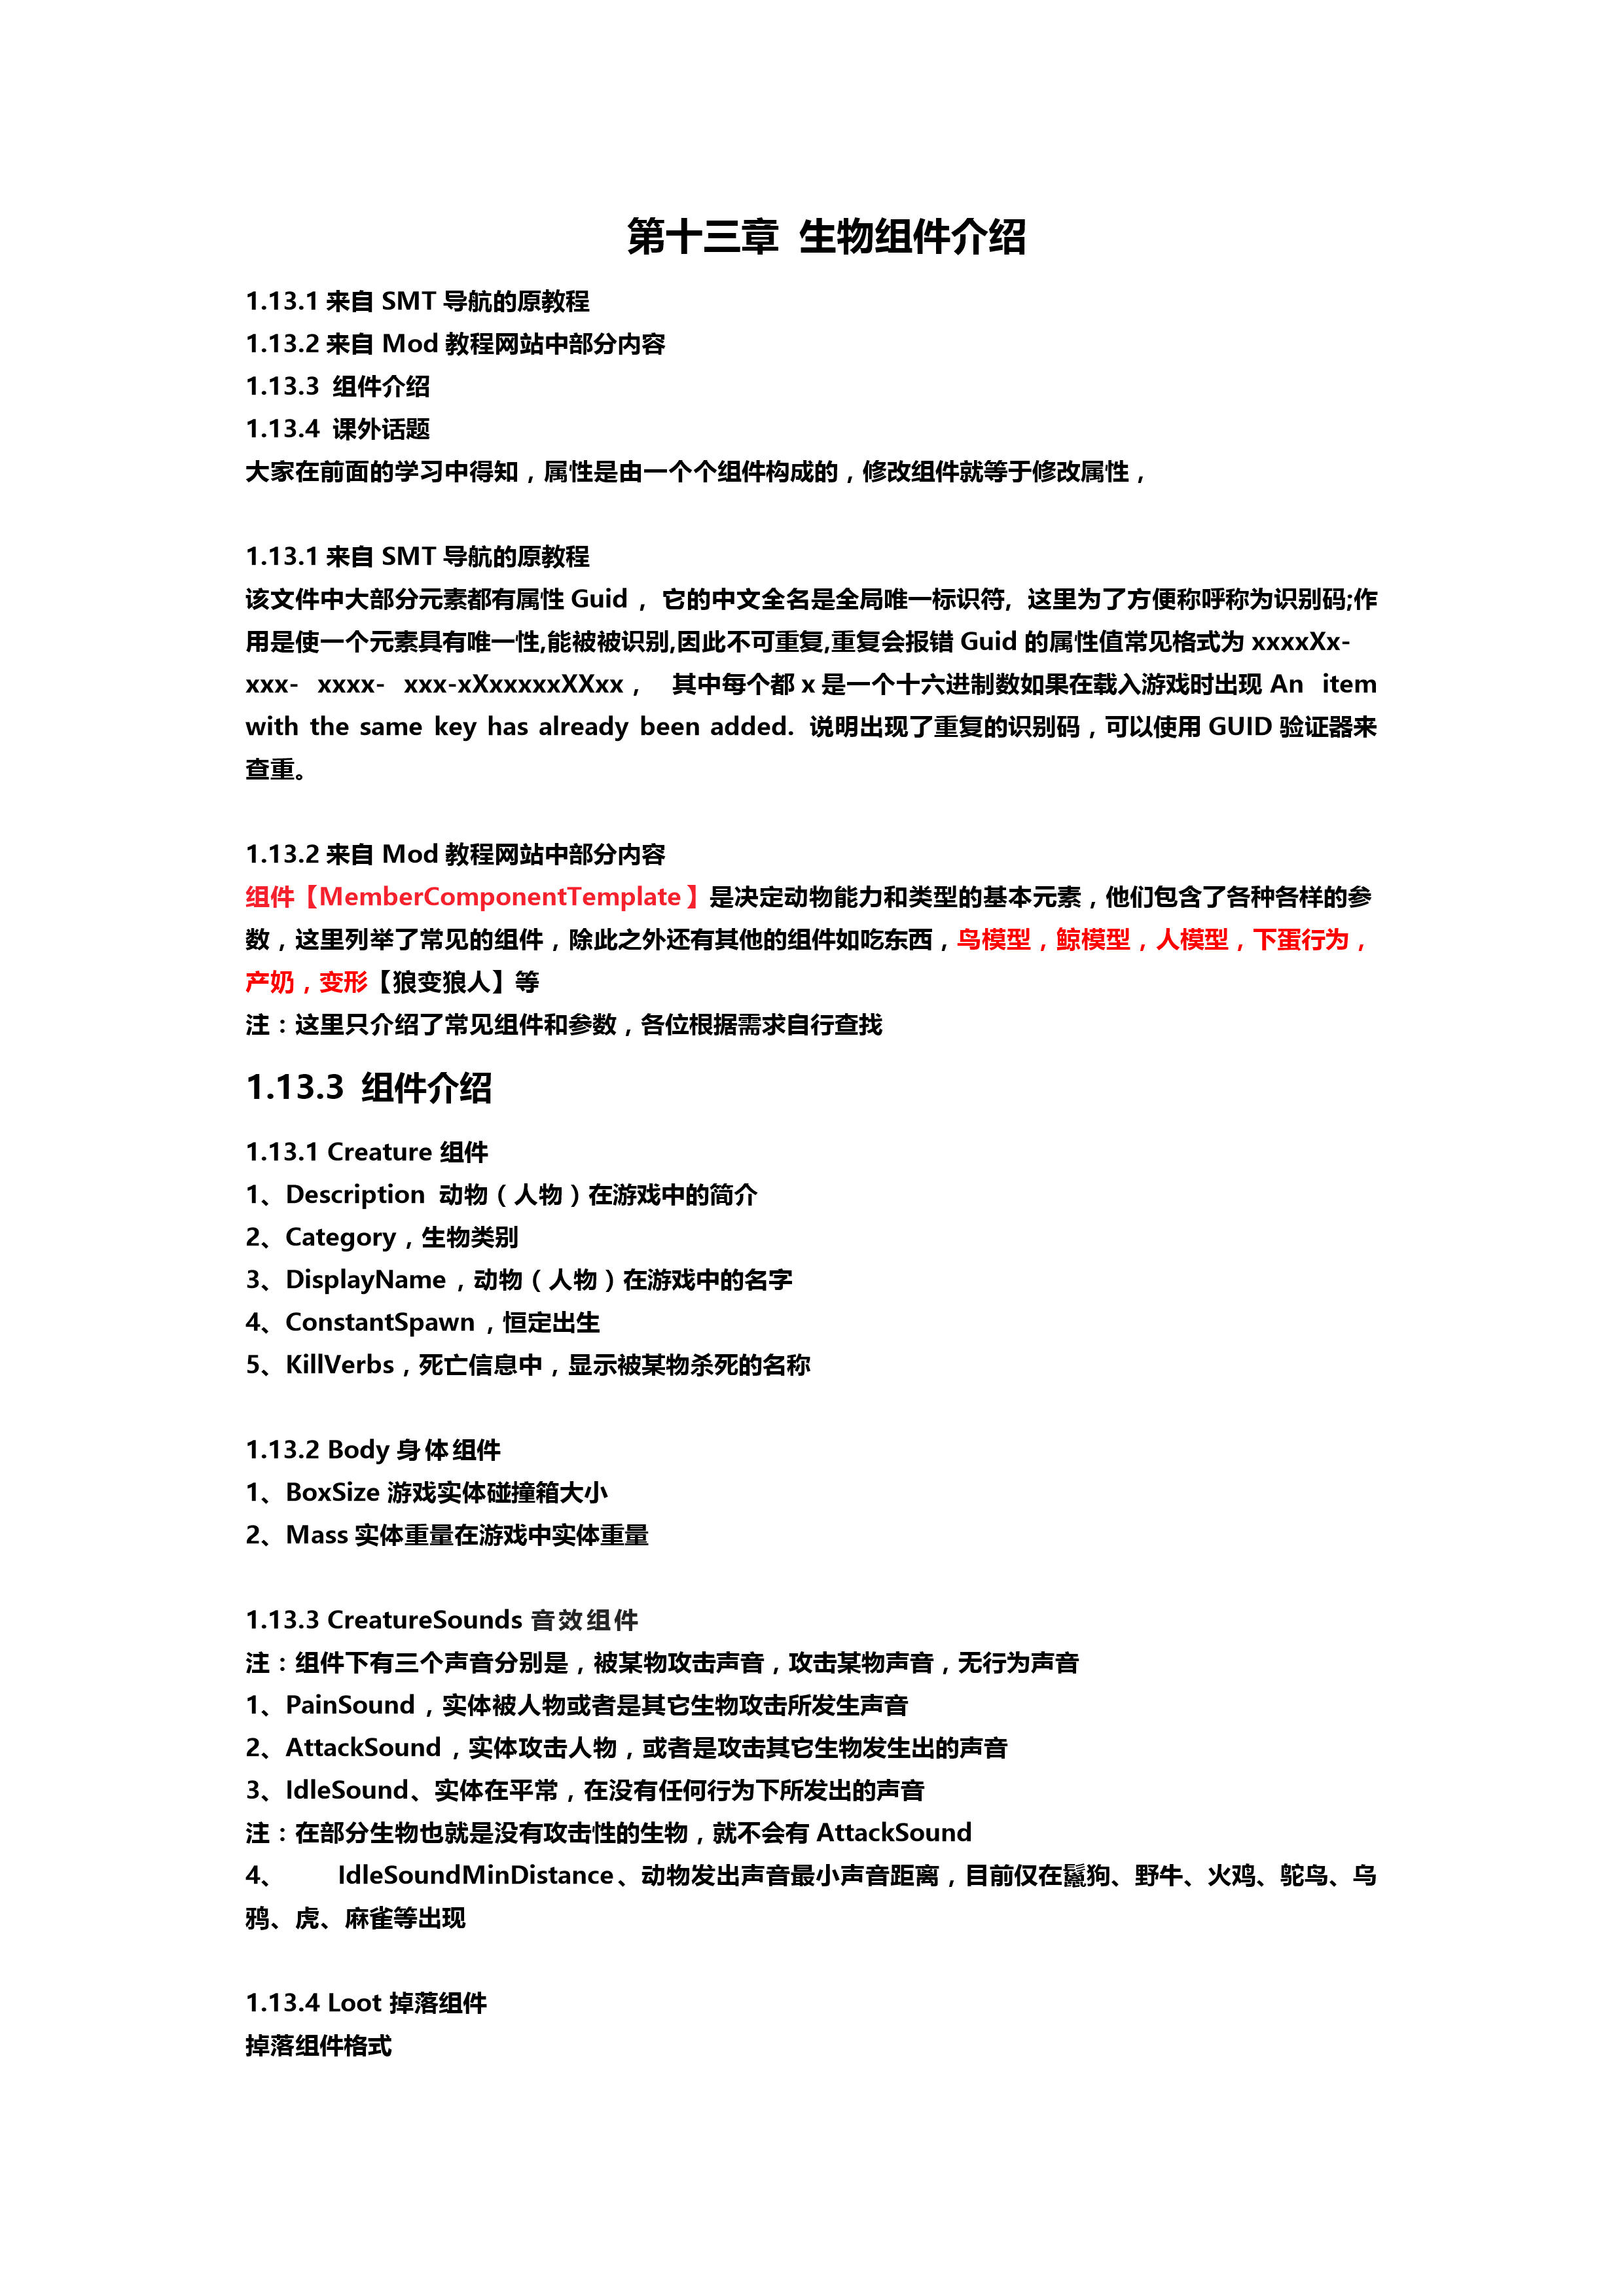 第十三章 生物组件介绍
1.13.1 来自 SMT 导航的原教程
1.13.2 来自 Mod 教程网站中部分内容
1.13.3 组件介绍
1.13.4 课外话题
大家在前面的学习中得知，属性是由一个个组件构成的，修改组件就等于修改属性，
1.13.1 来自 SMT 导航的原教程
该文件中大部分元素都有属性 Guid， 它的中文全名是全局唯一标识符， 这里为了方便称呼称为识别码;作
用是使一个元素具有唯一性,能被被识别,因此不可重复,重复会报错 Guid 的属性值常见格式为 xxxxXx-
xxx- xxxx- xxx-xXxxxxxXXxx， 其中每个都 x 是一个十六进制数如果在载入游戏时出现 An item
with the same key has already been added. 说明出现了重复的识别码，可以使用 GUID 验证器来
查重。
1.13.2 来自 Mod 教程网站中部分内容
组件【MemberComponentTemplate】是决定动物能力和类型的基本元素，他们包含了各种各样的参
数，这里列举了常见的组件，除此之外还有其他的组件如吃东西，鸟模型，鲸模型，人模型，下蛋行为，
产奶，变形【狼变狼人】等
注：这里只介绍了常见组件和参数，各位根据需求自行查找
1.13.3 组件介绍
1.13.1 Creature 组件
1、Description 动物（人物）在游戏中的简介
2、Category，生物类别
3、DisplayName，动物（人物）在游戏中的名字
4、ConstantSpawn，恒定出生
5、KillVerbs，死亡信息中，显示被某物杀死的名称
1.13.2 Body 身体组件
1、BoxSize 游戏实体碰撞箱大小
2、Mass 实体重量在游戏中实体重量
1.13.3 CreatureSounds 音效组件
注：组件下有三个声音分别是，被某物攻击声音，攻击某物声音，无行为声音
1、PainSound，实体被人物或者是其它生物攻击所发生声音
2、AttackSound，实体攻击人物，或者是攻击其它生物发生出的声音
3、IdleSound、实体在平常，在没有任何行为下所发出的声音
注：在部分生物也就是没有攻击性的生物，就不会有 AttackSound
4、 IdleSoundMinDistance、动物发出声音最小声音距离，目前仅在鬣狗、野牛、火鸡、鸵鸟、乌
鸦、虎、麻雀等出现
1.13.4 Loot 掉落组件
掉落组件格式